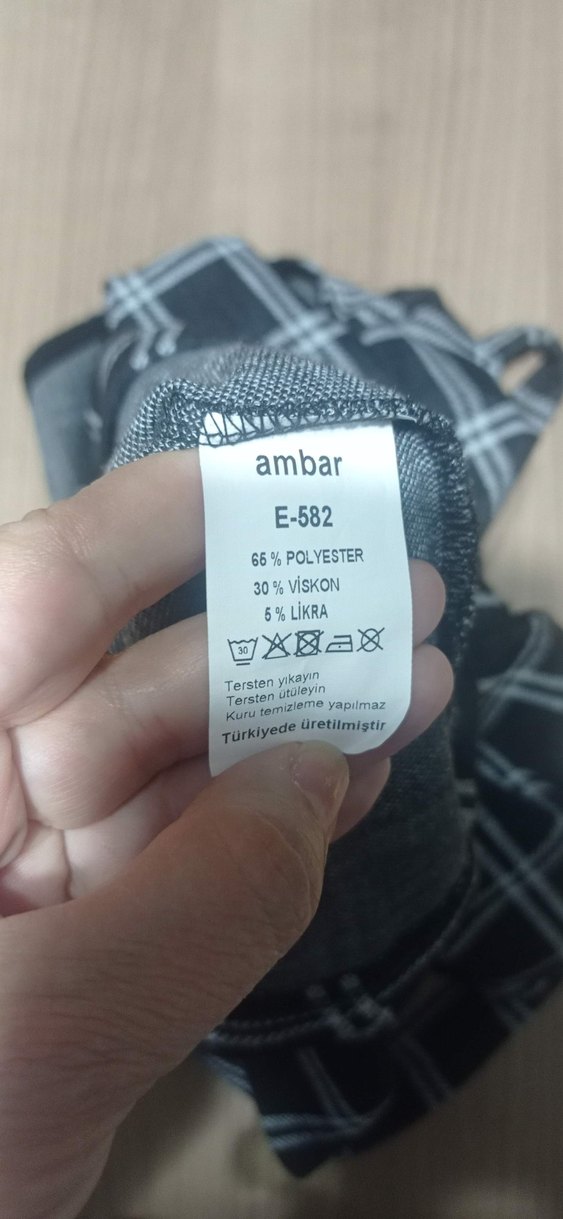 ambar
E-582
65 % POLYESTER
30 % VİSKON
5 % LİKRA
30
Tersten yıkayın
Tersten ütüleyin
Kuru temizleme yapılmaz
Türkiyede üretilmiştir